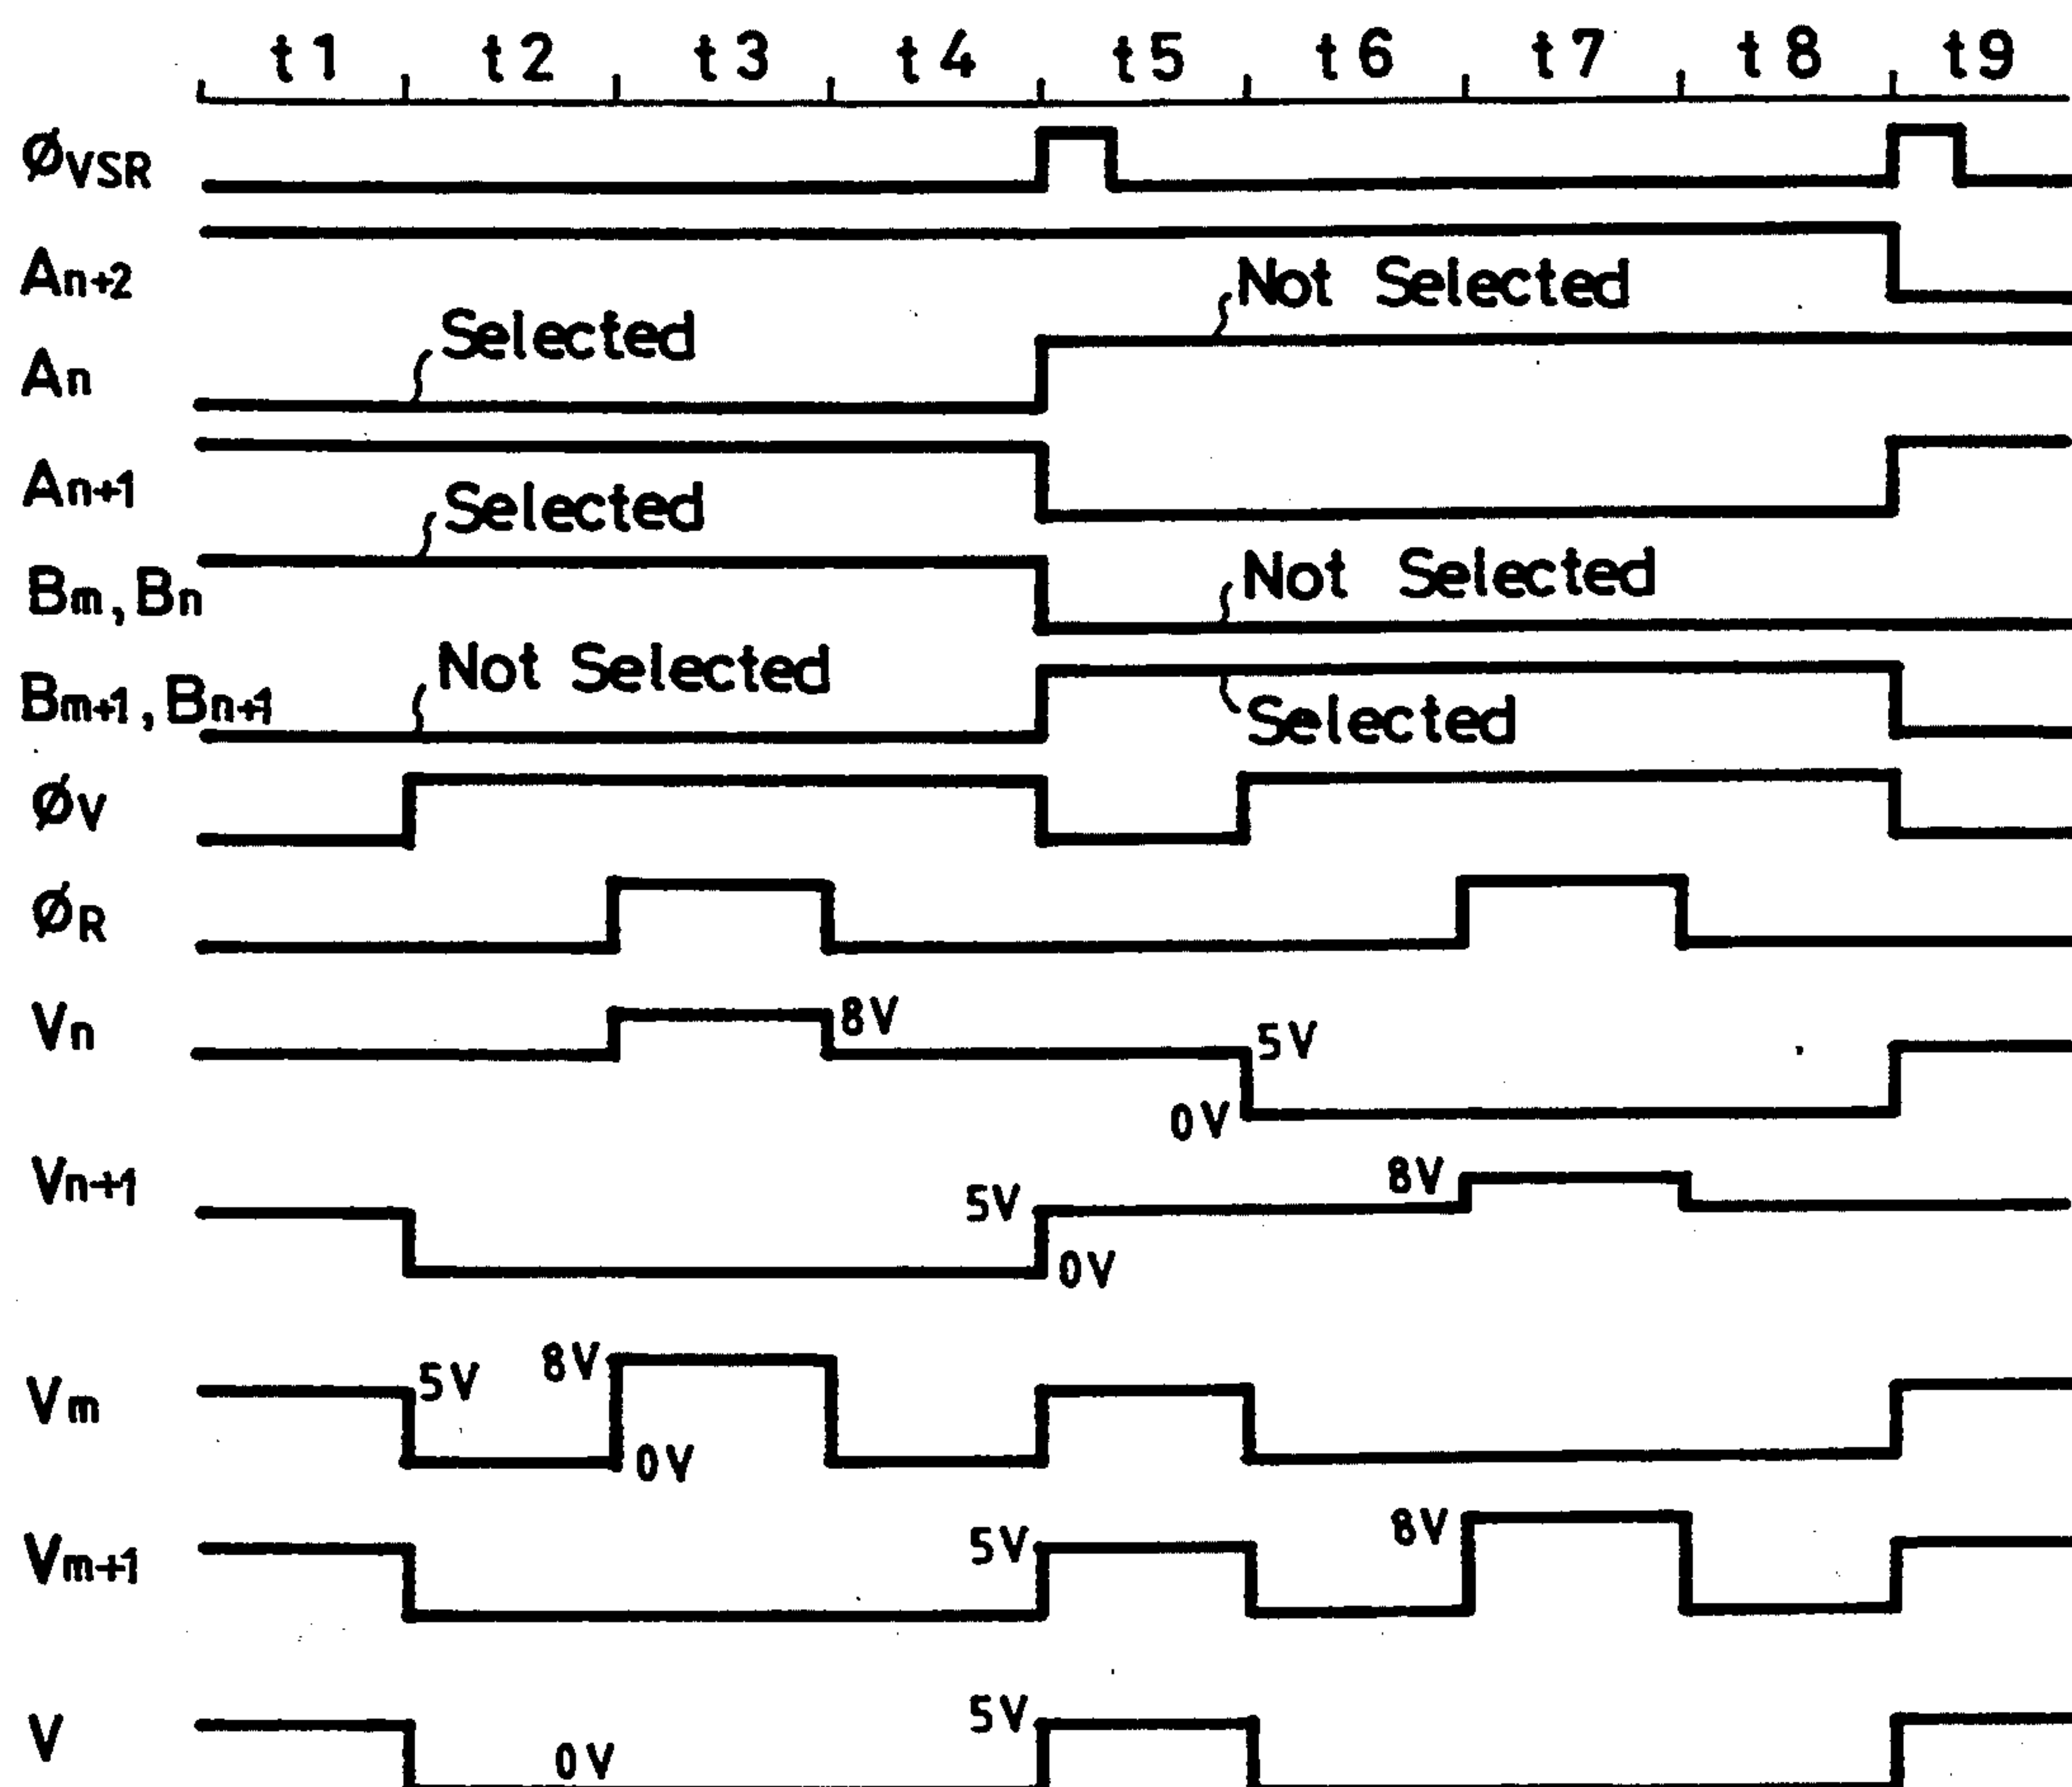 t1 t2 t3 t4 t5 t6 t7 t8 t9
ØVSR
An+2
Not Selected
Selected
An
An+1
Selected
Bm, Bn
Not Selected
Not Selected
Bm+1, Bn+1
Selected
ØV
ØR
Vn
8V
5V
0V
Vn+1
5V
8V
0V
Vm
5V
8V
0V
Vm+1
5V
8V
V
0V
5V